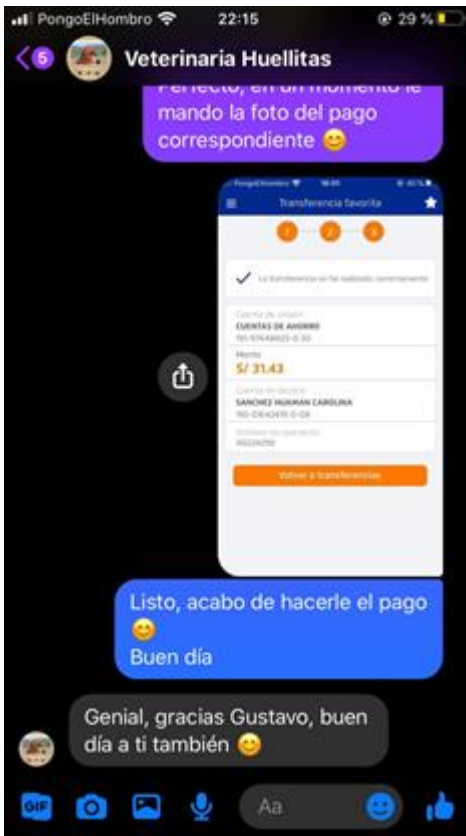 PongoElHombro 22:15 29 %
5 Veterinaria Huellitas
Perfecto, en un momento le
mando la foto del pago
correspondiente 😊
Transferencia favorita
1 2 3
La transferencia se ha realizado correctamente
Cuenta de origen
CUENTAS DE AHORRO
Monto
S/ 31.43
Cuenta de destino
SANCHEZ HUAMAN CAROLINA
Número de operación
Volver a transferencias
Listo, acabo de hacerle el pago
😊
Buen día
Genial, gracias Gustavo, buen
día a ti también 😊
GIF Aa